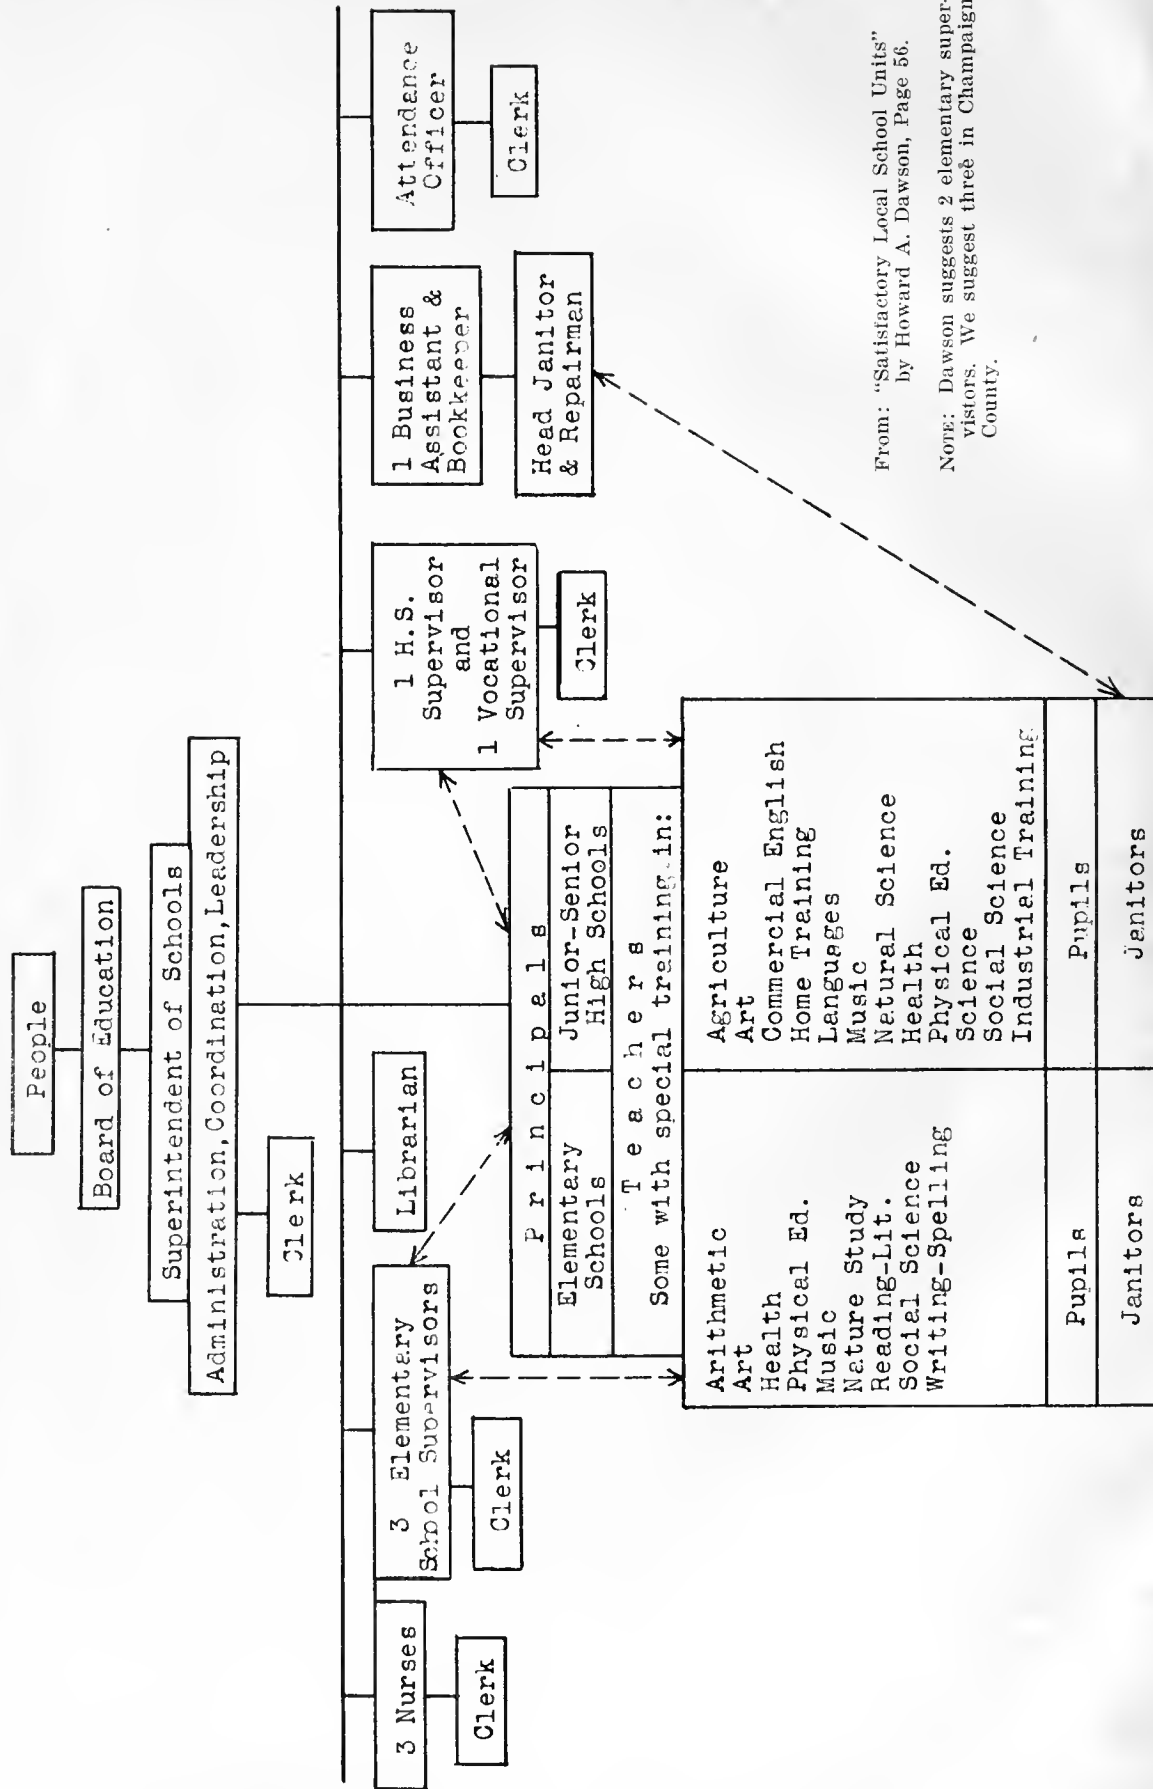 People
Board of Education
Superintendent of Schools
Administration, Coordination, Leadership
Clerk
3 Nurses
Clerk
3 Elementary
School Supervisors
Clerk
Librarian
1 H.S.
Supervisor
and
1 Vocational
Supervisor
Clerk
1 Business
Assistant &
Bookkeeper
Head Janitor
& Repairman
Attendance
Officer
Clerk
Principals
Elementary
Schools
Junior-Senior
High Schools
Teachers
Some with special training in:
Arithmetic
Art
Health
Physical Ed.
Music
Nature Study
Reading-Lit.
Social Science
Writing-Spelling
Agriculture
Art
Commercial English
Home Training
Languages
Music
Natural Science
Health
Physical Ed.
Science
Social Science
Industrial Training
Pupils
Pupils
Janitors
Janitors
From: "Satisfactory Local School Units"
by Howard A. Dawson, Page 56.
NOTE: Dawson suggests 2 elementary super-
vistors. We suggest three in Champaign
County.